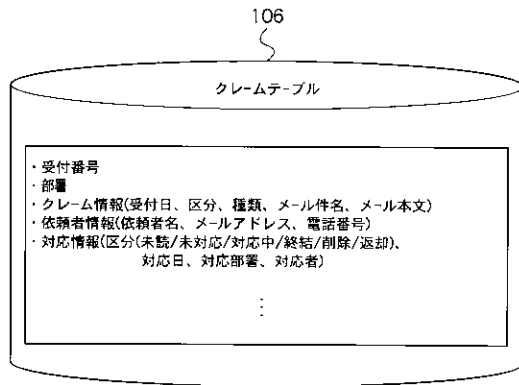 106
クレームテーブル
・受付番号
・部署
・クレーム情報(受付日、区分、種類、メール件名、メール本文)
・依頼者情報(依頼者名、メールアドレス、電話番号)
・対応情報(区分(未読/未対応/対応中/終結/削除/返却)、
対応日、対応部署、対応者)
⋮